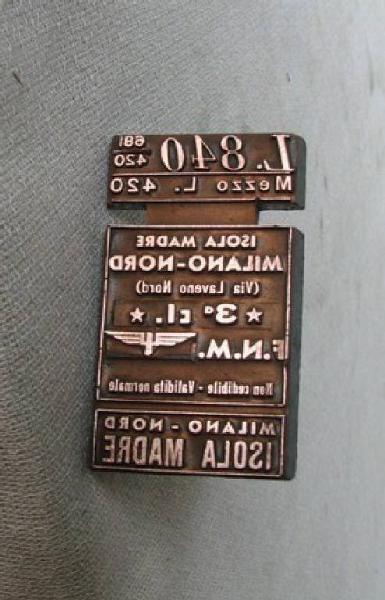 L. 840 681/420
Mezzo L. 420
ISOLA MADRE
MILANO-NORD
(Via Laveno Nord)
★ 3ª cl. ★
F.N.M.
Non cedibile - Validita normale
MILANO - NORD
ISOLA MADRE